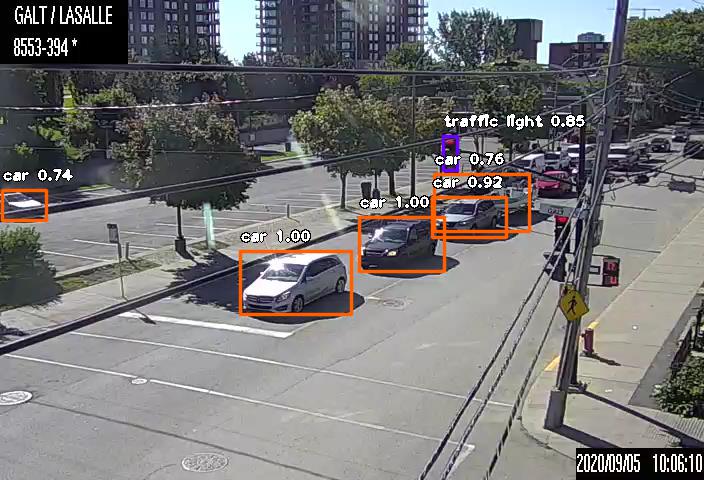 GALT / LASALLE
8553-394 *
traffic light 0.85
car 0.76
car 0.74
car 0.92
car 1.00
car 1.00
2020/09/05 10:06:10